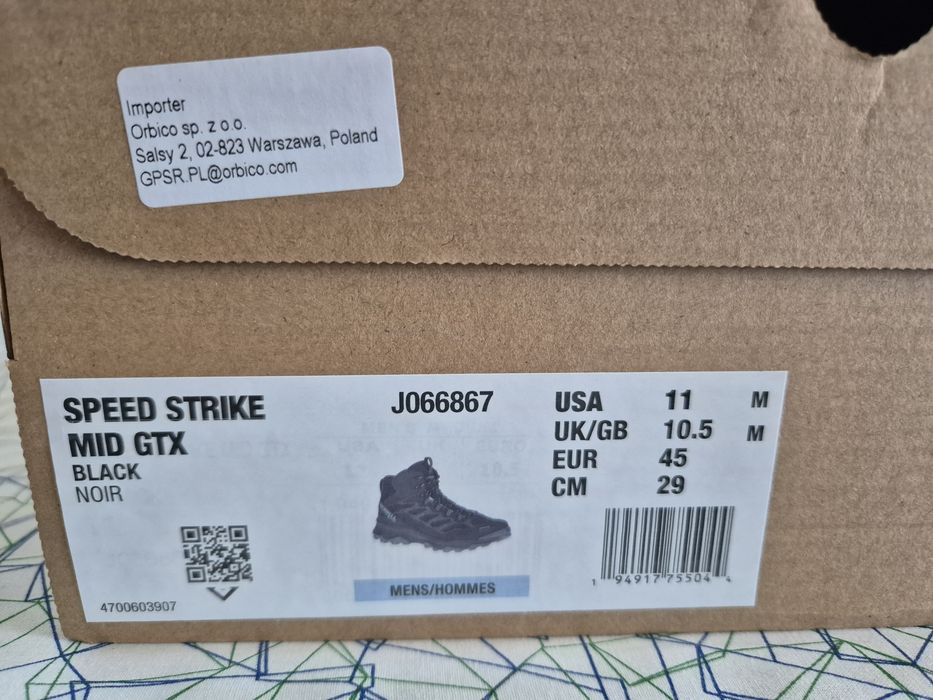 Importer
Orbico sp. z o.o.
Salsy 2, 02-823 Warszawa, Poland
GPSR.PL@orbico.com
SPEED STRIKE
MID GTX
BLACK
NOIR
4700603907
J066867
MENS/HOMMES
USA 11 M
UK/GB 10.5 M
EUR 45
CM 29
1 94917 75504 4